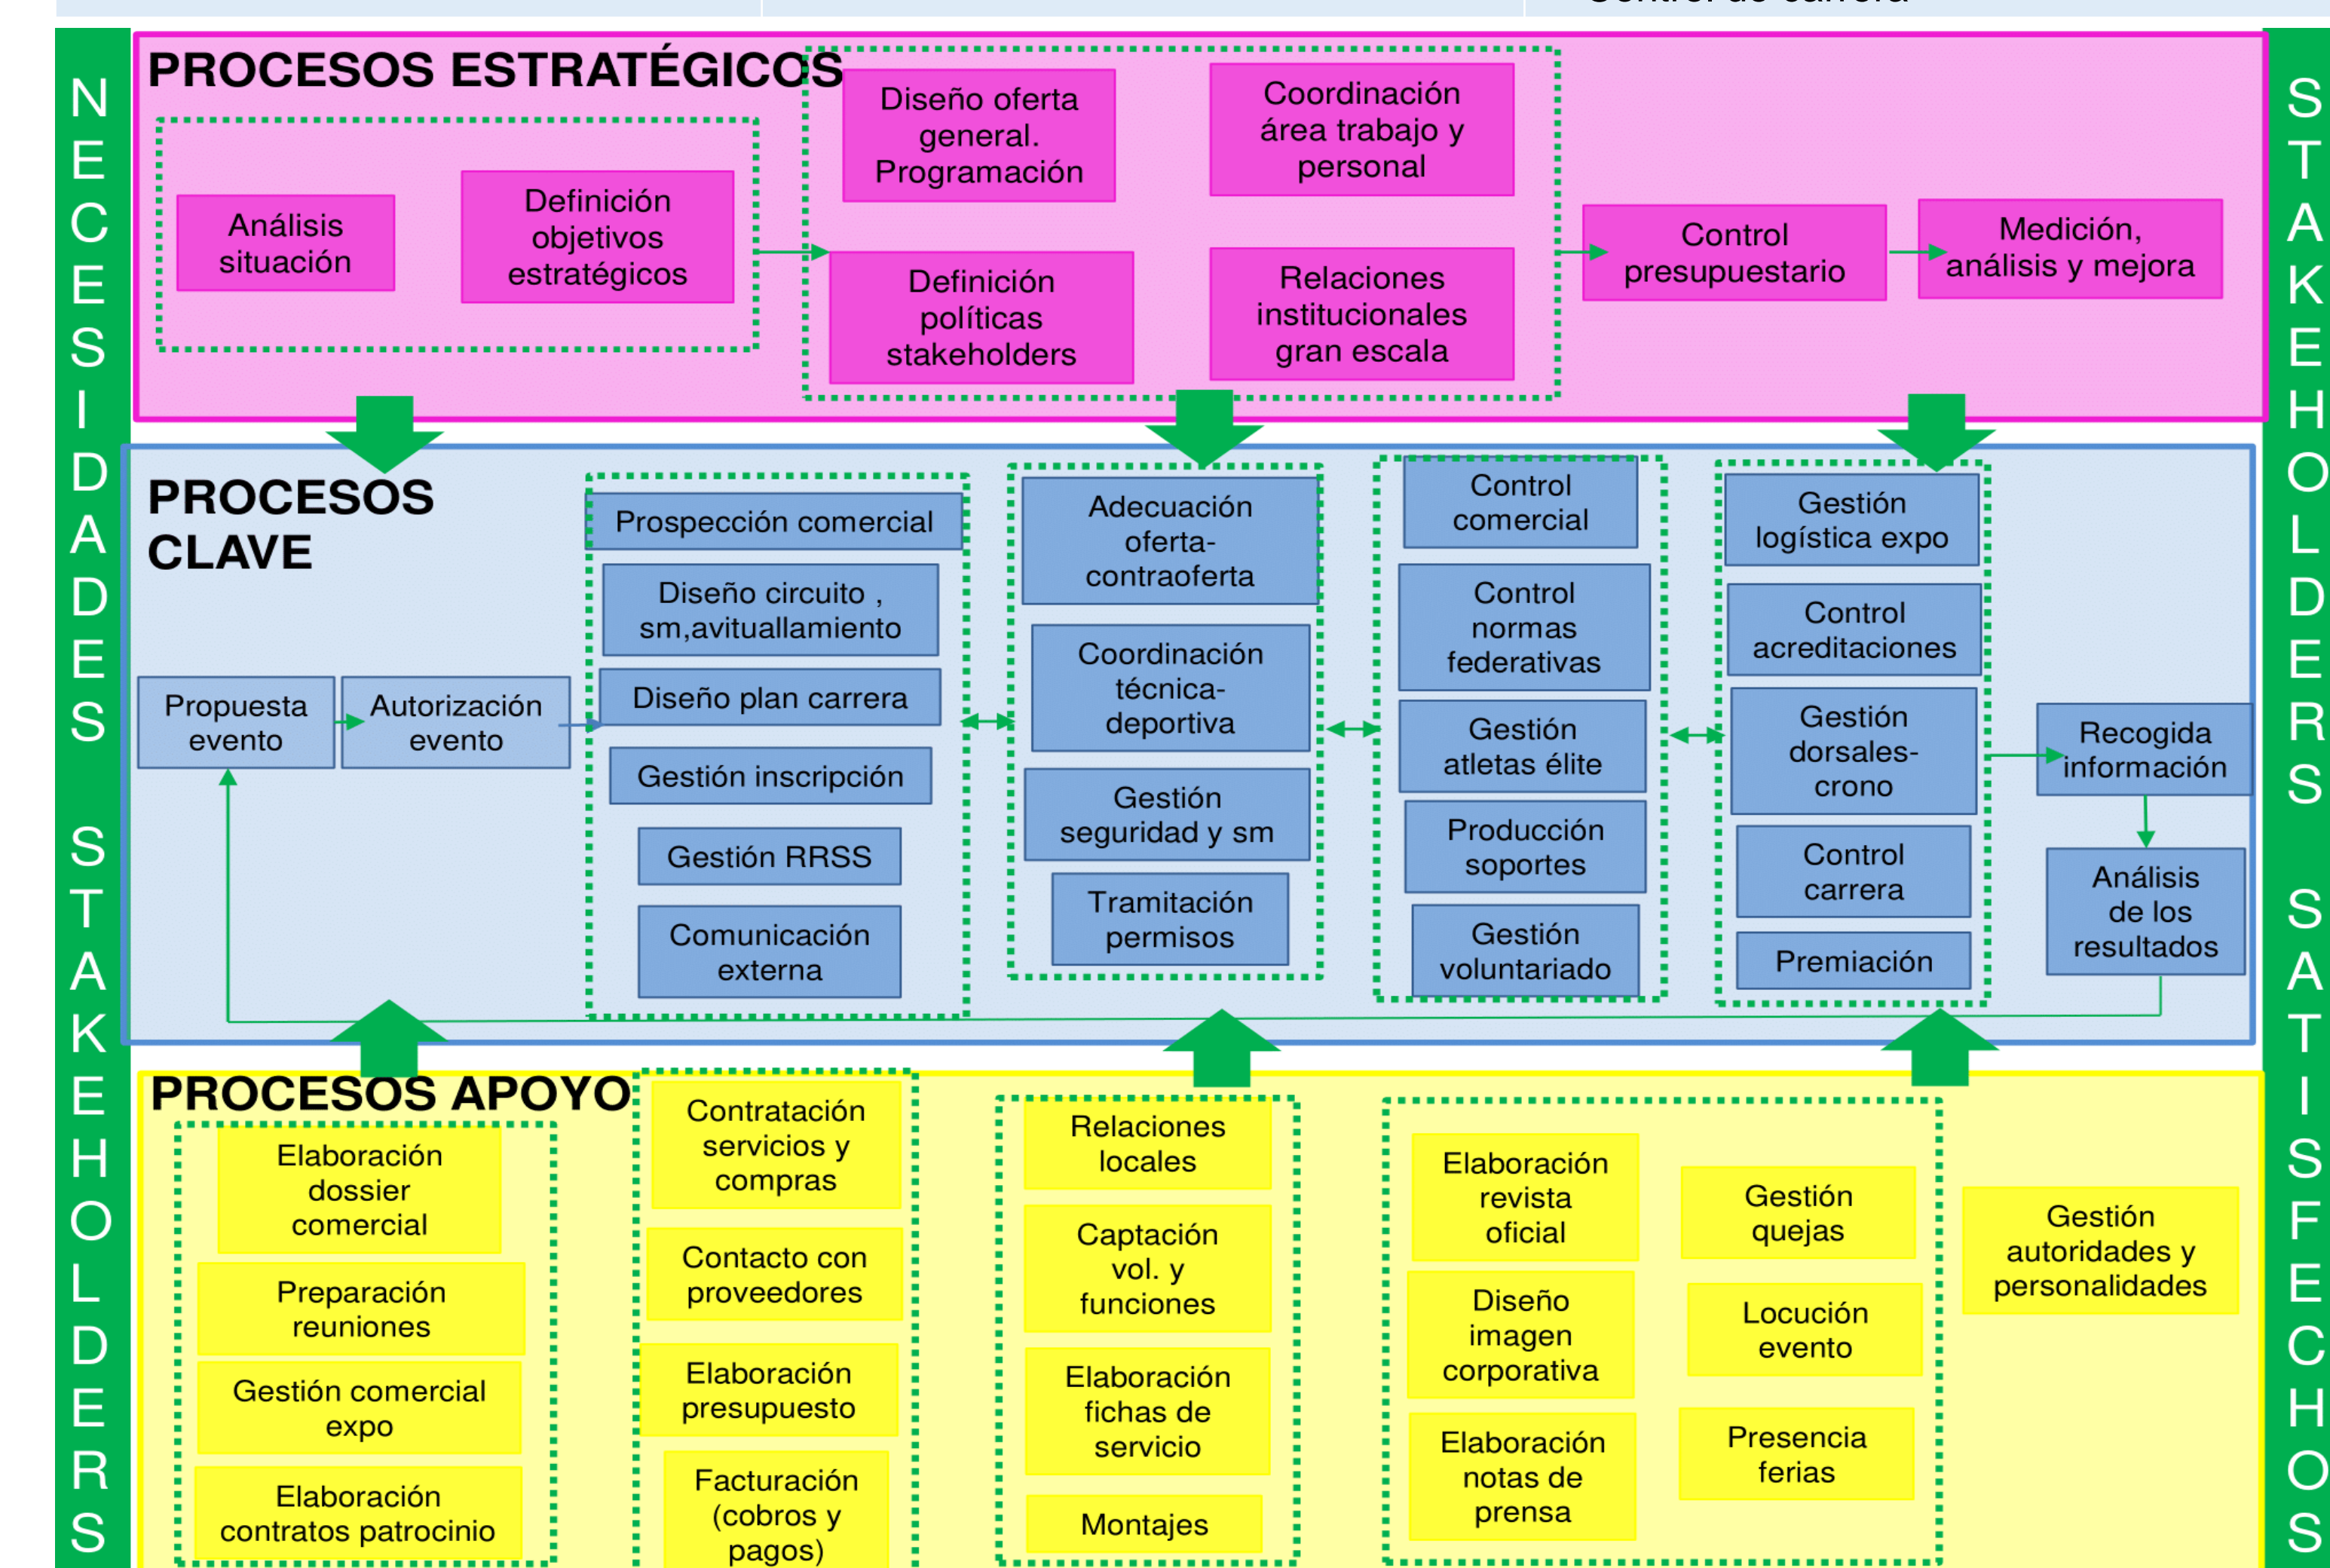 Control de carrera
NECESIDADES STAKEHOLDERS
PROCESOS ESTRATÉGICOS
Análisis
situación
Definición
objetivos
estratégicos
Diseño oferta
general.
Programación
Coordinación
área trabajo y
personal
Definición
políticas
stakeholders
Relaciones
institucionales
gran escala
Control
presupuestario
Medición,
análisis y mejora
PROCESOS
CLAVE
Propuesta
evento
Autorización
evento
Prospección comercial
Diseño circuito ,
sm,avituallamiento
Diseño plan carrera
Gestión inscripción
Gestión RRSS
Comunicación
externa
Adecuación
oferta-
contraoferta
Coordinación
técnica-
deportiva
Gestión
seguridad y sm
Tramitación
permisos
Control
comercial
Control
normas
federativas
Gestión
atletas élite
Producción
soportes
Gestión
voluntariado
Gestión
logística expo
Control
acreditaciones
Gestión
dorsales-
crono
Control
carrera
Premiación
Recogida
información
Análisis
de los
resultados
PROCESOS APOYO
Elaboración
dossier
comercial
Preparación
reuniones
Gestión comercial
expo
Elaboración
contratos patrocinio
Contratación
servicios y
compras
Contacto con
proveedores
Elaboración
presupuesto
Facturación
(cobros y
pagos)
Relaciones
locales
Captación
vol. y
funciones
Elaboración
fichas de
servicio
Montajes
Elaboración
revista
oficial
Diseño
imagen
corporativa
Elaboración
notas de
prensa
Gestión
quejas
Locución
evento
Presencia
ferias
Gestión
autoridades y
personalidades
STAKEHOLDERS SATISFECHOS